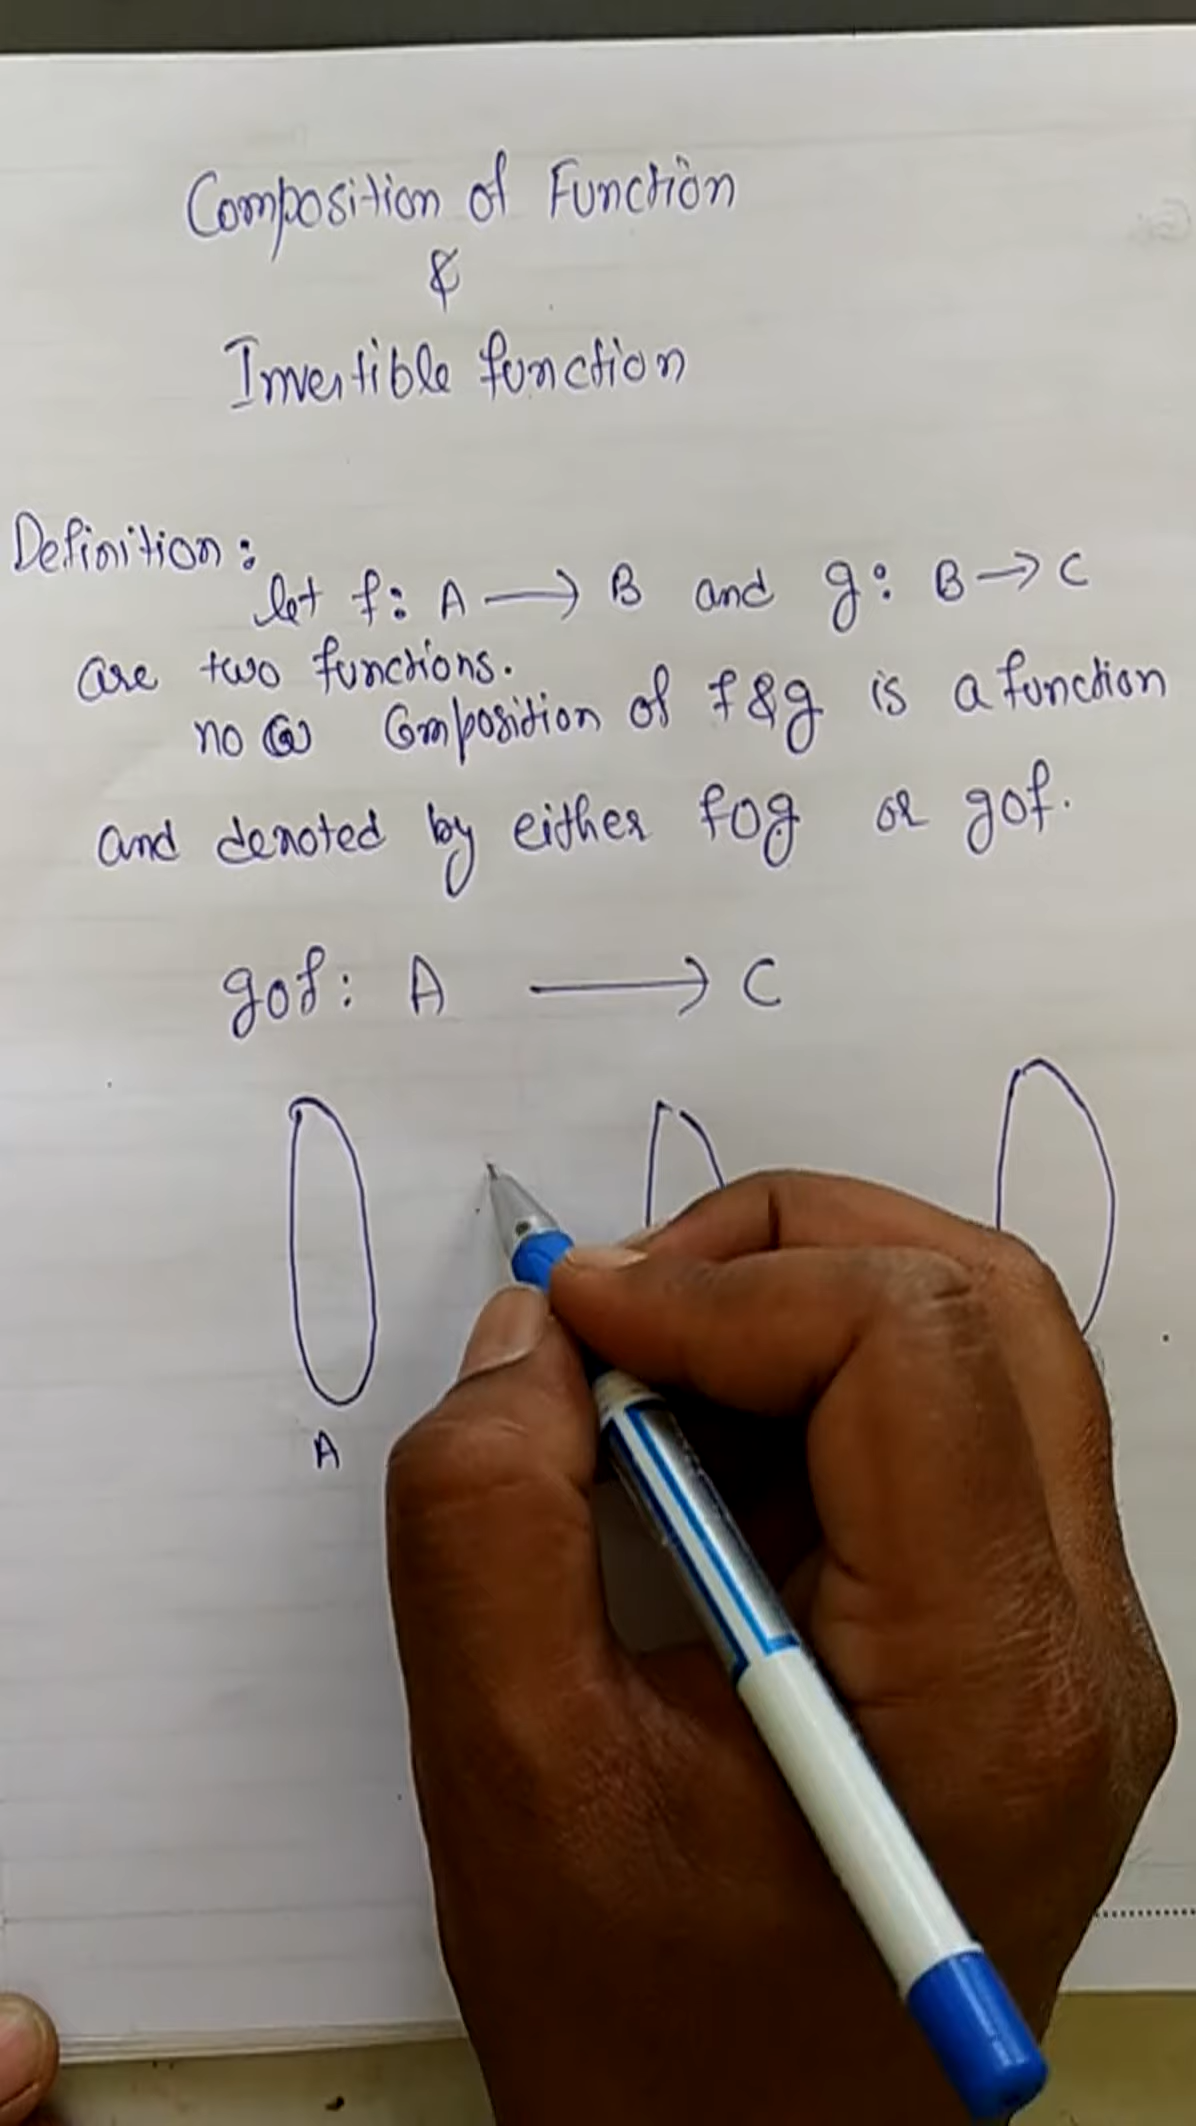 Composition of Function
&
Invertible function
Definition:
let f: A → B and g: B → C
are two functions.
now Composition of f & g is a function
and denoted by either fog or gof.
gof: A → C
A